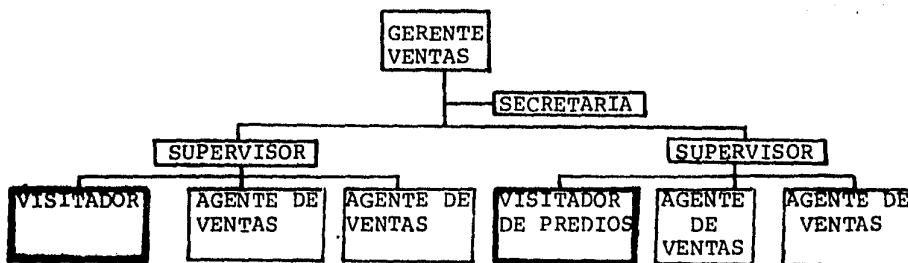 GERENTE
VENTAS
SECRETARIA
SUPERVISOR
SUPERVISOR
VISITADOR
AGENTE DE
VENTAS
AGENTE DE
VENTAS
VISITADOR
DE PREDIOS
AGENTE
DE
VENTAS
AGENTE DE
VENTAS